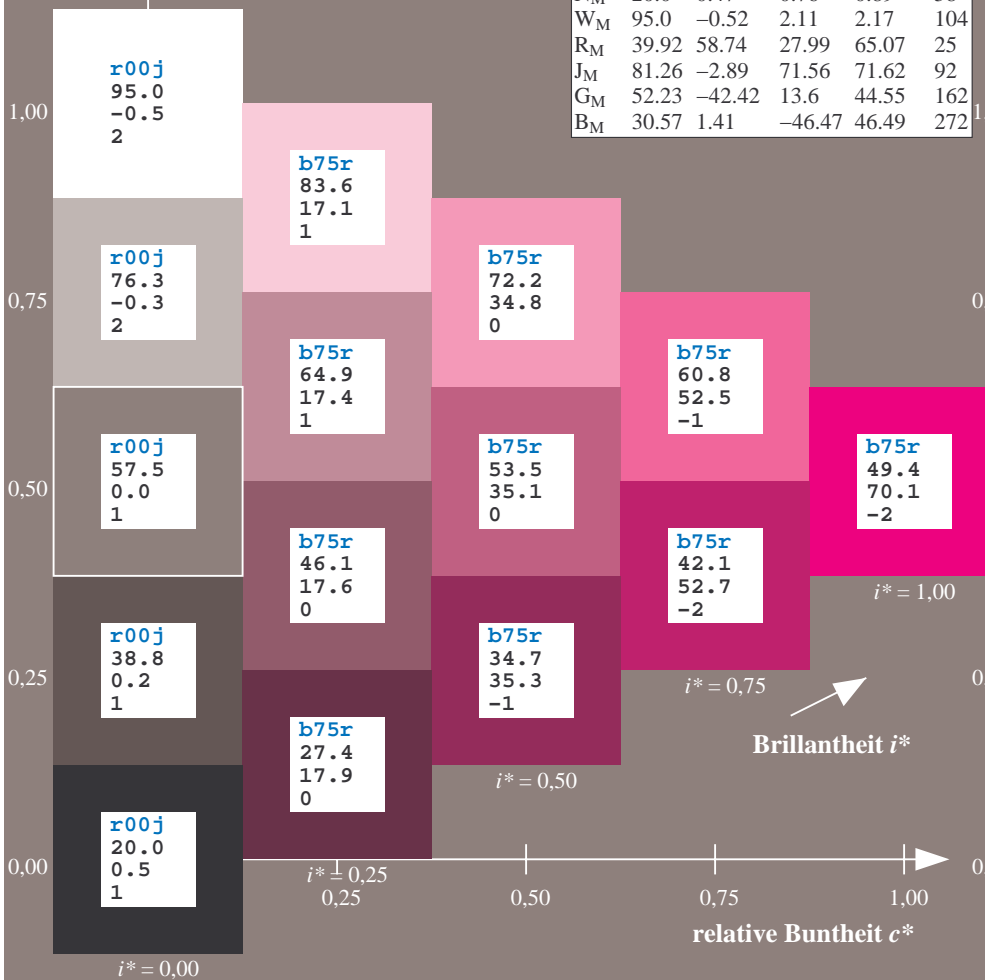 W_M 95.0 −0.52 2.11 2.17 104
R_M 39.92 58.74 27.99 65.07 25
J_M 81.26 −2.89 71.56 71.62 92
G_M 52.23 −42.42 13.6 44.55 162
B_M 30.57 1.41 −46.47 46.49 272
1,00
0,75
0,50
0,25
0,00
r00j
95.0
-0.5
2
r00j
76.3
-0.3
2
r00j
57.5
0.0
1
r00j
38.8
0.2
1
r00j
20.0
0.5
1
i* = 0,00
b75r
83.6
17.1
1
b75r
64.9
17.4
1
b75r
46.1
17.6
0
b75r
27.4
17.9
0
i* = 0,25
b75r
72.2
34.8
0
b75r
53.5
35.1
0
b75r
34.7
35.3
-1
i* = 0,50
b75r
60.8
52.5
-1
b75r
42.1
52.7
-2
i* = 0,75
b75r
49.4
70.1
-2
i* = 1,00
Brillantheit i*
0,25 0,50 0,75 1,00
relative Buntheit c*